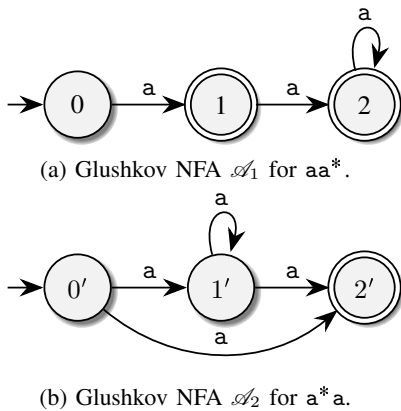 a
0 a 1 a 2
(a) Glushkov NFA 𝒜₁ for aa*.
a
0′ a 1′ a 2′
a
(b) Glushkov NFA 𝒜₂ for a*a.